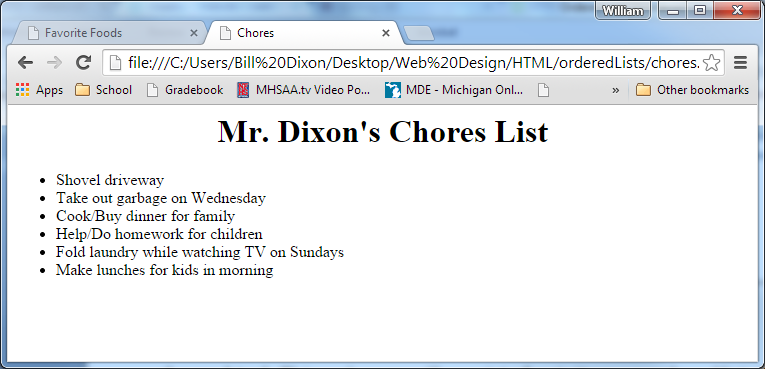 William
Favorite Foods
Chores
file:///C:/Users/Bill%20Dixon/Desktop/Web%20Design/HTML/orderedLists/chores.
Apps School Gradebook MHSAA.tv Video Po... MDE - Michigan Onl... » Other bookmarks
Mr. Dixon's Chores List
• Shovel driveway
• Take out garbage on Wednesday
• Cook/Buy dinner for family
• Help/Do homework for children
• Fold laundry while watching TV on Sundays
• Make lunches for kids in morning